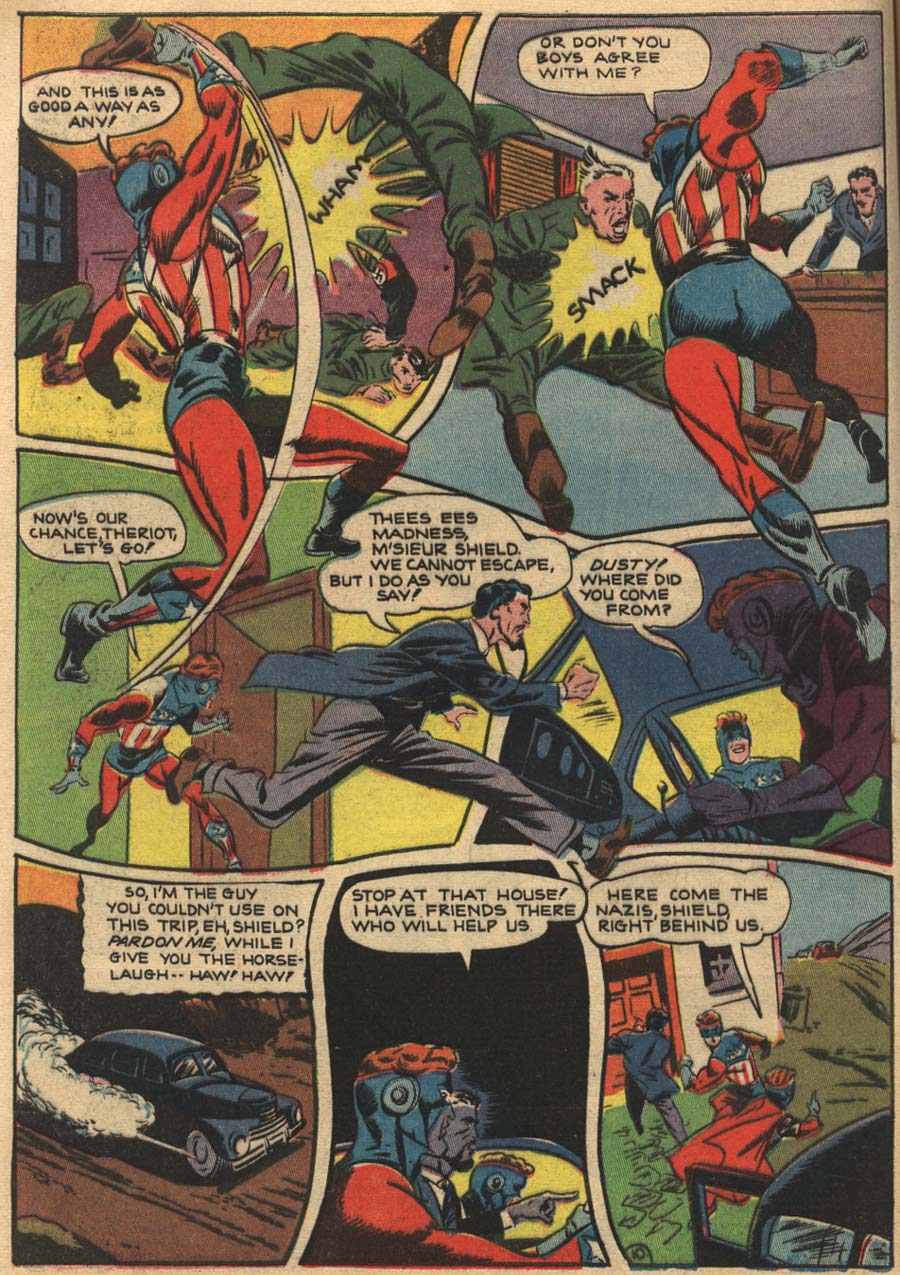 AND THIS IS AS
GOOD A WAY AS
ANY!
WHAM
OR DON'T YOU
BOYS AGREE
WITH ME?
SMACK
NOW'S OUR
CHANCE, THERIOT,
LET'S GO!
THEES EES
MADNESS,
M'SIEUR SHIELD.
WE CANNOT ESCAPE,
BUT I DO AS YOU
SAY!
DUSTY!
WHERE DID
YOU COME
FROM?
SO, I'M THE GUY
YOU COULDN'T USE ON
THIS TRIP, EH, SHIELD?
PARDON ME, WHILE I
GIVE YOU THE HORSE-
LAUGH-- HAW! HAW!
STOP AT THAT HOUSE!
I HAVE FRIENDS THERE
WHO WILL HELP US.
HERE COME THE
NAZIS, SHIELD,
RIGHT BEHIND US.
10